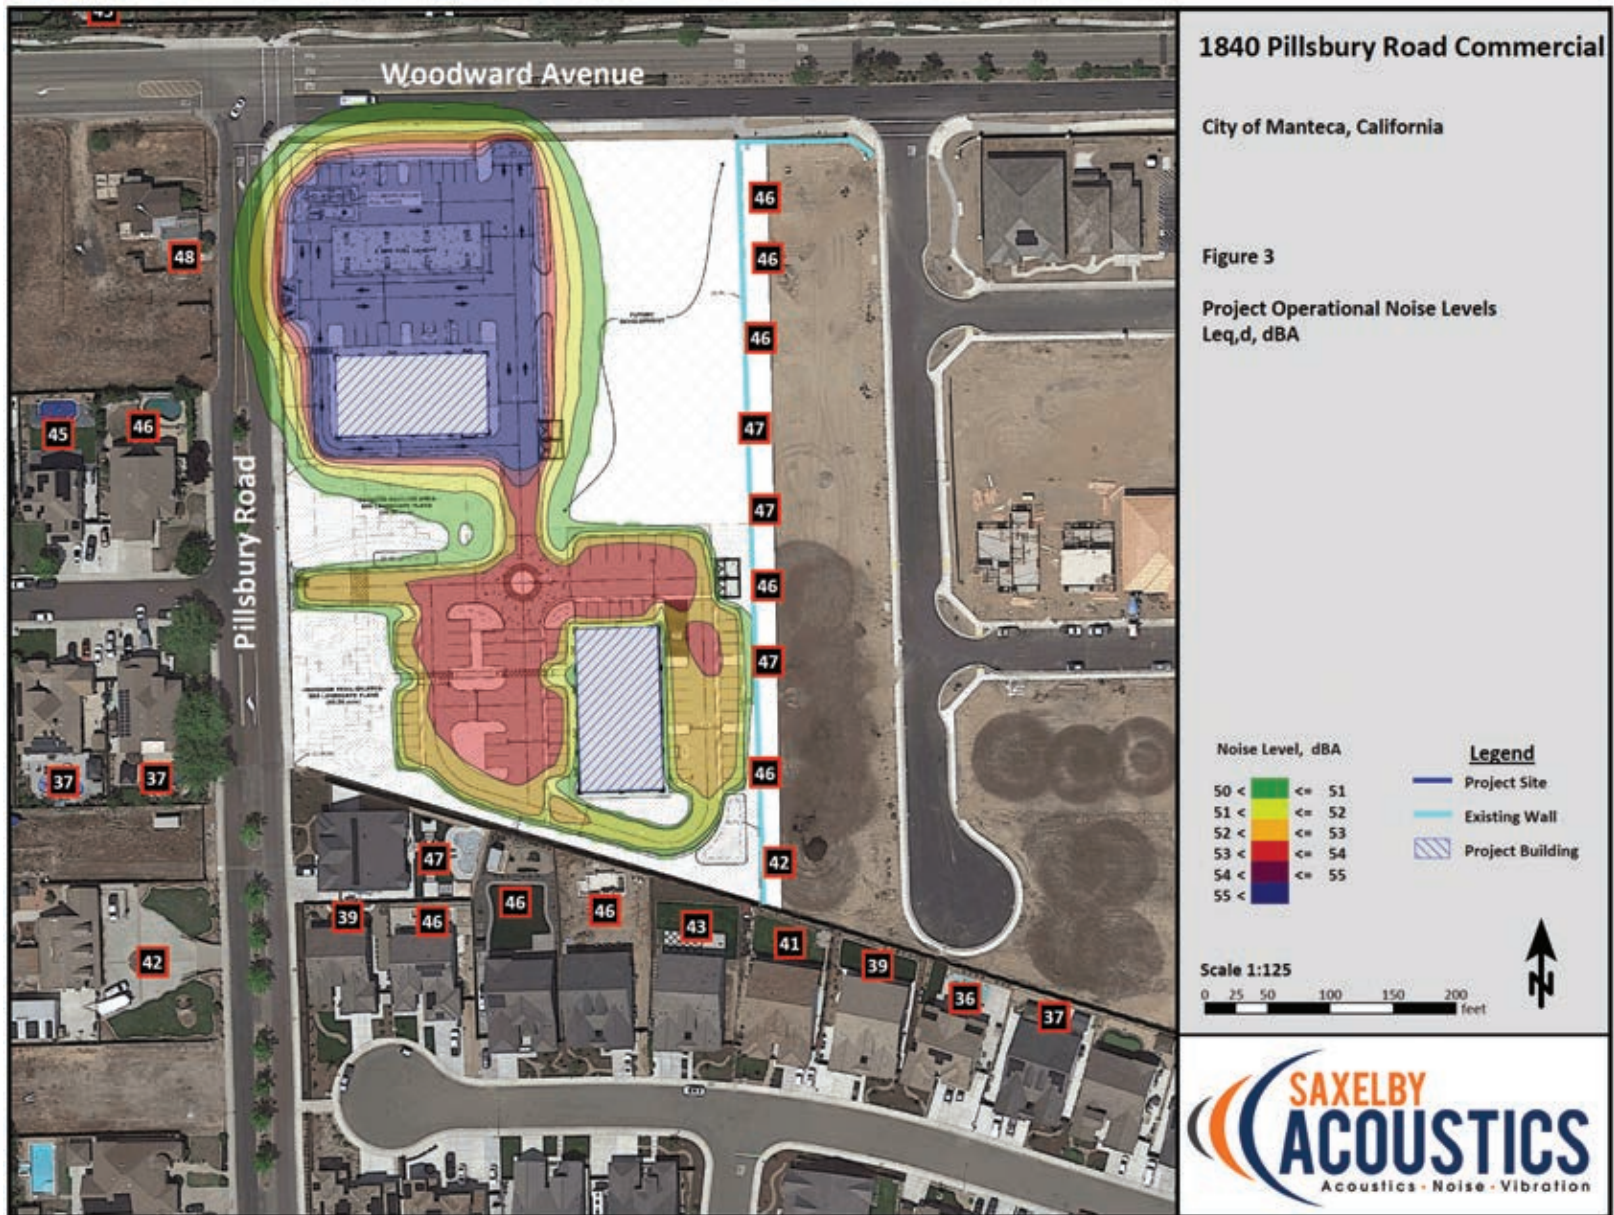 Woodward Avenue
Pillsbury Road
FUTURE
DEVELOPMENT
48
45
46
37
37
42
46
46
46
47
47
46
47
46
42
47
39
46
46
46
43
41
39
36
37
1840 Pillsbury Road Commercial
City of Manteca, California
Figure 3
Project Operational Noise Levels
Leq,d, dBA
Noise Level, dBA
50 < <= 51
51 < <= 52
52 < <= 53
53 < <= 54
54 < <= 55
55 <
Legend
Project Site
Existing Wall
Project Building
Scale 1:125
0 25 50 100 150 200
feet
N
SAXELBY
ACOUSTICS
Acoustics · Noise · Vibration